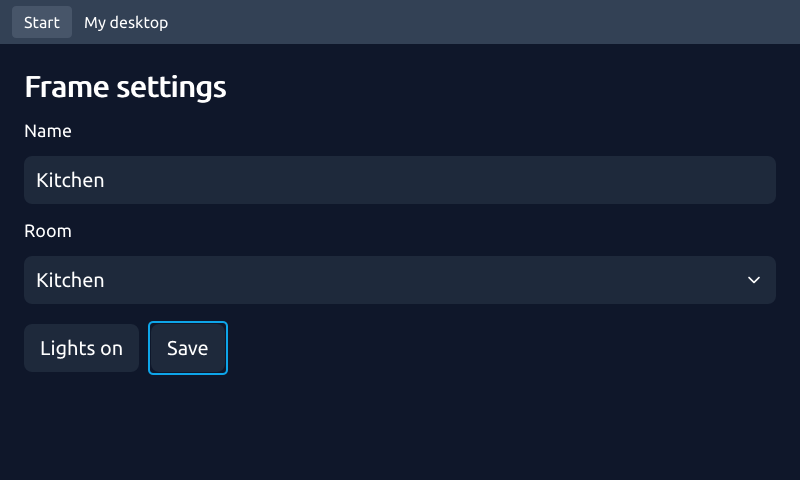 Start My desktop
Frame settings
Name
Kitchen
Room
Kitchen
Lights on Save